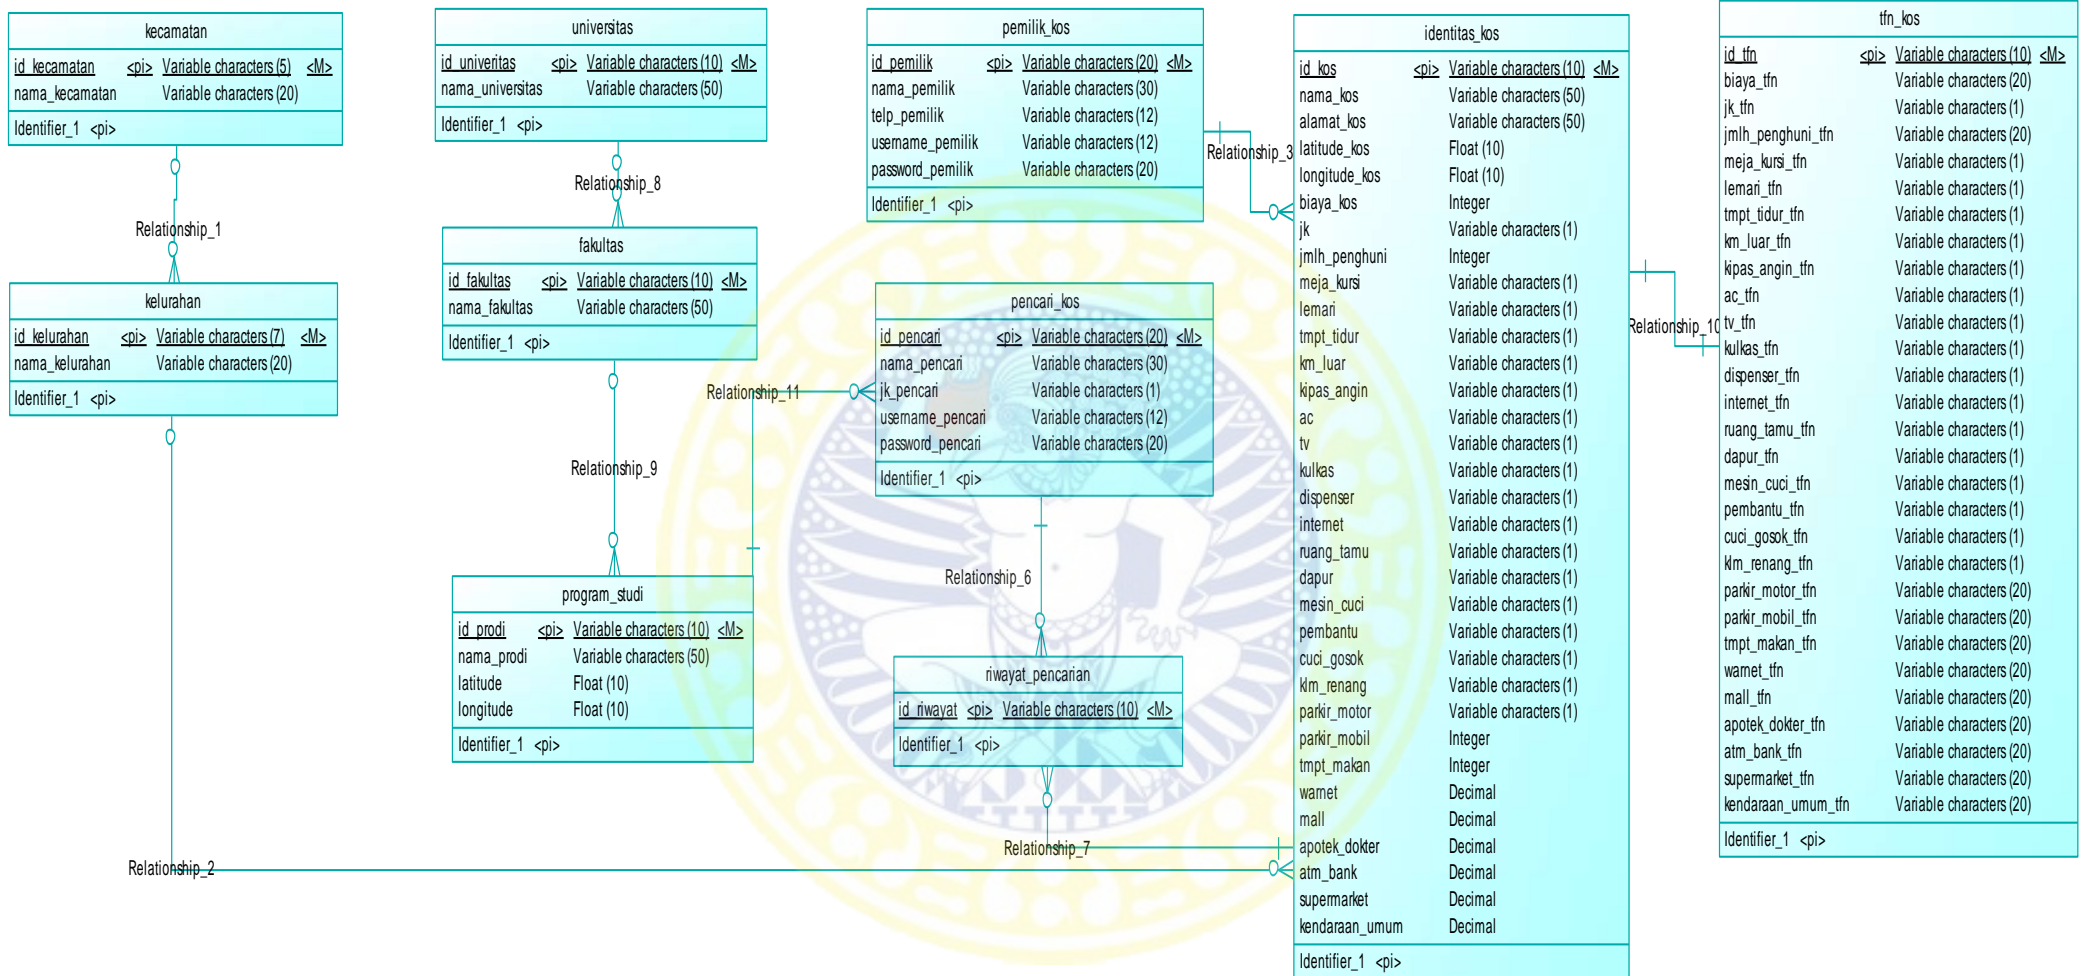 kecamatan
id_kecamatan <pi> Variable characters (5) <M>
nama_kecamatan Variable characters (20)
Identifier_1 <pi>
Relationship_1
kelurahan
id_kelurahan <pi> Variable characters (7) <M>
nama_kelurahan Variable characters (20)
Identifier_1 <pi>
Relationship_2
universitas
id_univeritas <pi> Variable characters (10) <M>
nama_universitas Variable characters (50)
Identifier_1 <pi>
Relationship_8
fakultas
id_fakultas <pi> Variable characters (10) <M>
nama_fakultas Variable characters (50)
Identifier_1 <pi>
Relationship_9
program_studi
id_prodi <pi> Variable characters (10) <M>
nama_prodi Variable characters (50)
latitude Float (10)
longitude Float (10)
Identifier_1 <pi>
Relationship_11
pemilik_kos
id_pemilik <pi> Variable characters (20) <M>
nama_pemilik Variable characters (30)
telp_pemilik Variable characters (12)
username_pemilik Variable characters (12)
password_pemilik Variable characters (20)
Identifier_1 <pi>
Relationship_3
pencari_kos
id_pencari <pi> Variable characters (20) <M>
nama_pencari Variable characters (30)
jk_pencari Variable characters (1)
username_pencari Variable characters (12)
password_pencari Variable characters (20)
Identifier_1 <pi>
Relationship_6
riwayat_pencarian
id_riwayat <pi> Variable characters (10) <M>
Identifier_1 <pi>
Relationship_7
identitas_kos
id_kos <pi> Variable characters (10) <M>
nama_kos Variable characters (50)
alamat_kos Variable characters (50)
latitude_kos Float (10)
longitude_kos Float (10)
biaya_kos Integer
jk Variable characters (1)
jmlh_penghuni Integer
meja_kursi Variable characters (1)
lemari Variable characters (1)
tmpt_tidur Variable characters (1)
km_luar Variable characters (1)
kipas_angin Variable characters (1)
ac Variable characters (1)
tv Variable characters (1)
kulkas Variable characters (1)
dispenser Variable characters (1)
internet Variable characters (1)
ruang_tamu Variable characters (1)
dapur Variable characters (1)
mesin_cuci Variable characters (1)
pembantu Variable characters (1)
cuci_gosok Variable characters (1)
klm_renang Variable characters (1)
parkir_motor Variable characters (1)
parkir_mobil Integer
tmpt_makan Integer
warnet Decimal
mall Decimal
apotek_dokter Decimal
atm_bank Decimal
supermarket Decimal
kendaraan_umum Decimal
Identifier_1 <pi>
Relationship_10
tfn_kos
id_tfn <pi> Variable characters (10) <M>
biaya_tfn Variable characters (20)
jk_tfn Variable characters (1)
jmlh_penghuni_tfn Variable characters (20)
meja_kursi_tfn Variable characters (1)
lemari_tfn Variable characters (1)
tmpt_tidur_tfn Variable characters (1)
km_luar_tfn Variable characters (1)
kipas_angin_tfn Variable characters (1)
ac_tfn Variable characters (1)
tv_tfn Variable characters (1)
kulkas_tfn Variable characters (1)
dispenser_tfn Variable characters (1)
internet_tfn Variable characters (1)
ruang_tamu_tfn Variable characters (1)
dapur_tfn Variable characters (1)
mesin_cuci_tfn Variable characters (1)
pembantu_tfn Variable characters (1)
cuci_gosok_tfn Variable characters (1)
klm_renang_tfn Variable characters (1)
parkir_motor_tfn Variable characters (20)
parkir_mobil_tfn Variable characters (20)
tmpt_makan_tfn Variable characters (20)
warnet_tfn Variable characters (20)
mall_tfn Variable characters (20)
apotek_dokter_tfn Variable characters (20)
atm_bank_tfn Variable characters (20)
supermarket_tfn Variable characters (20)
kendaraan_umum_tfn Variable characters (20)
Identifier_1 <pi>